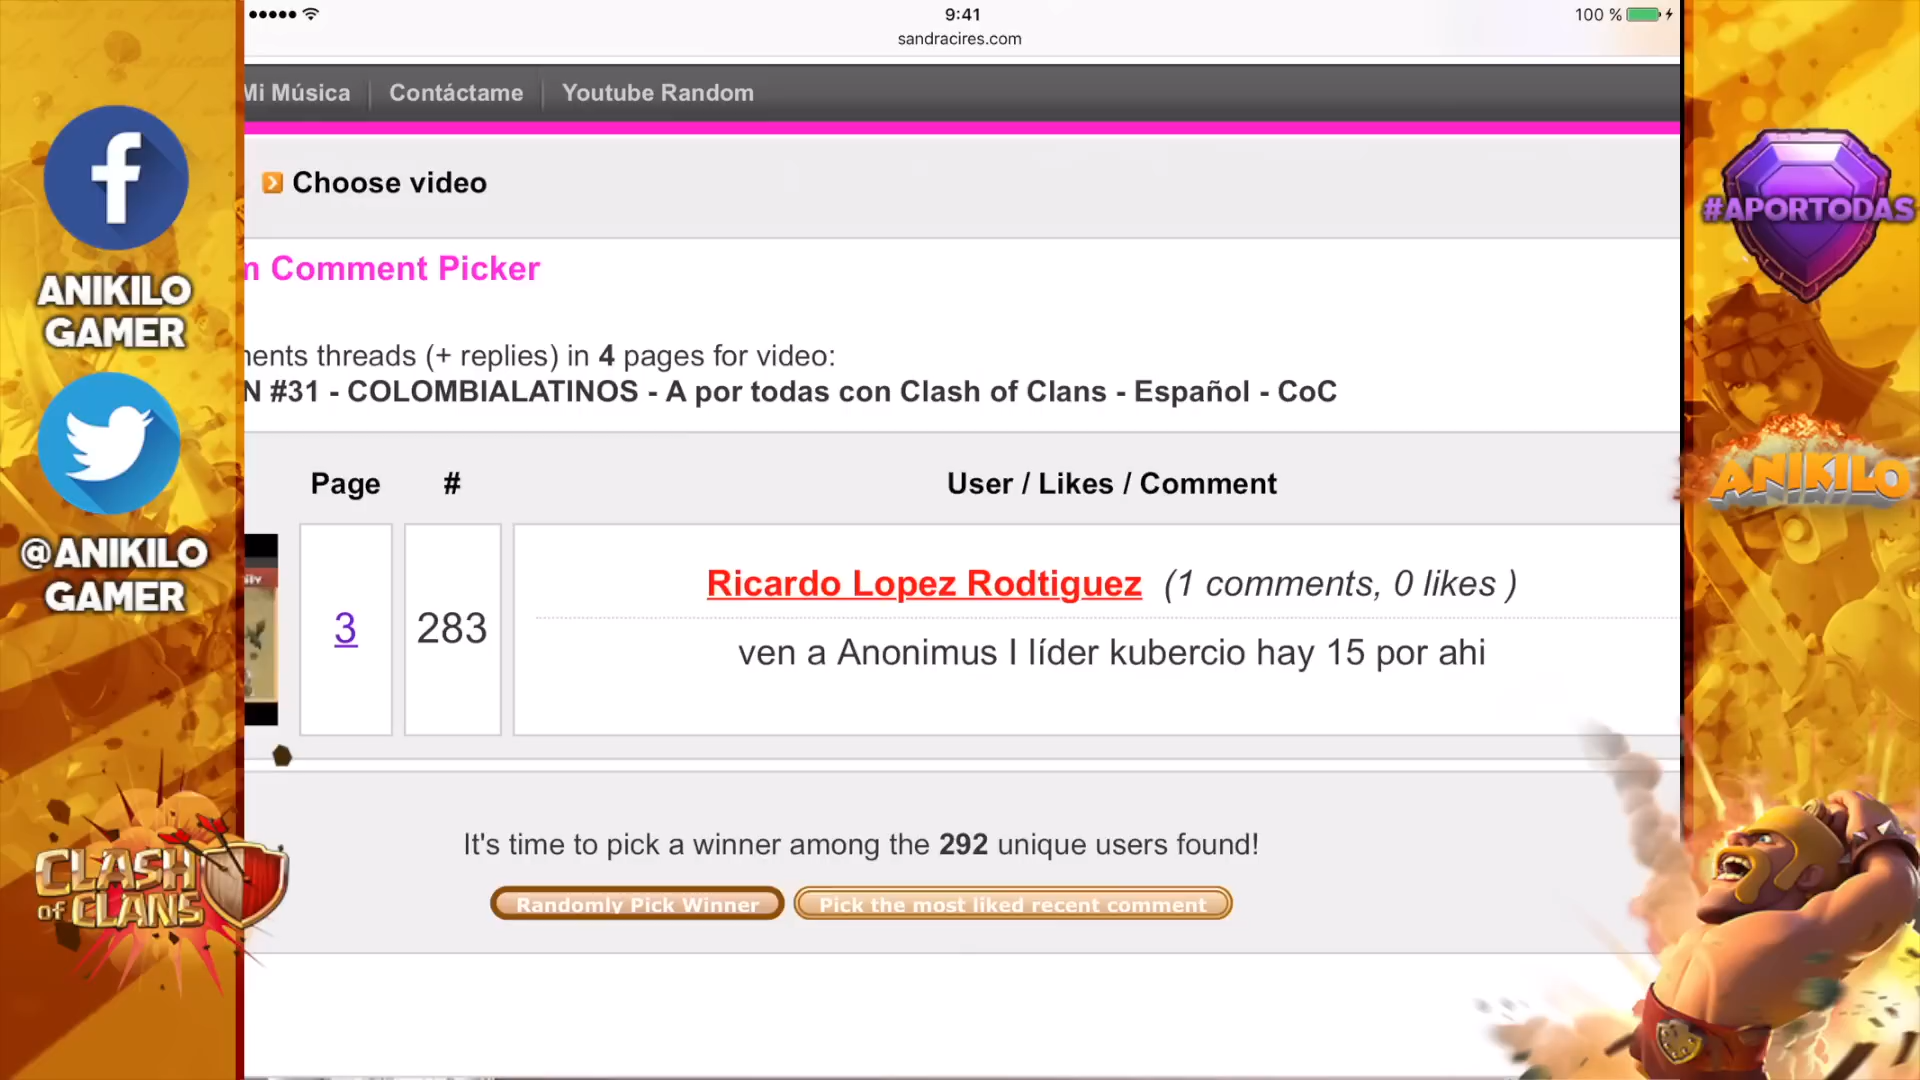 9:41
100 %
sandracires.com
Mi Música
Contáctame
Youtube Random
Choose video
Comment Picker
threads (+ replies) in 4 pages for video:
#31 - COLOMBIALATINOS - A por todas con Clash of Clans - Español - CoC
Page
#
User / Likes / Comment
3
283
Ricardo Lopez Rodtiguez (1 comments, 0 likes )
ven a Anonimus I líder kubercio hay 15 por ahi
It's time to pick a winner among the 292 unique users found!
Randomly Pick Winner
Pick the most liked recent comment
f
ANIKILO
GAMER
@ANIKILO
GAMER
CLASH
of CLANS
#APORTODAS
ANIKILO